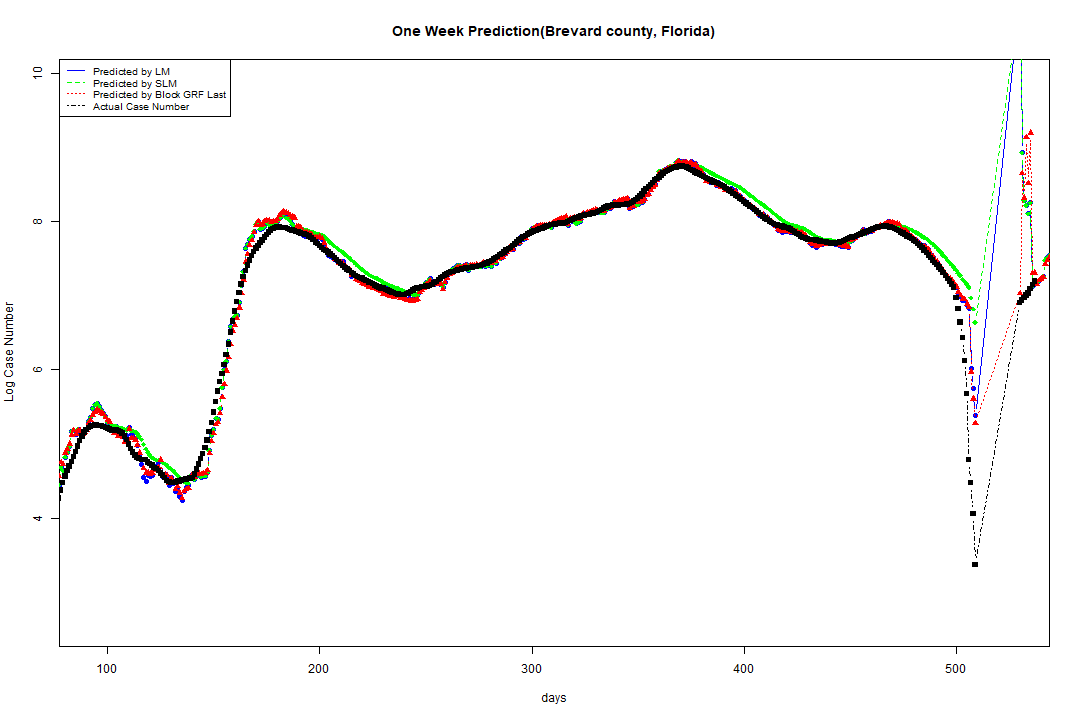 One Week Prediction(Brevard county, Florida)
Predicted by LM
Predicted by SLM
Predicted by Block GRF Last
Actual Case Number
10
8
6
4
Log Case Number
100 200 300 400 500
days